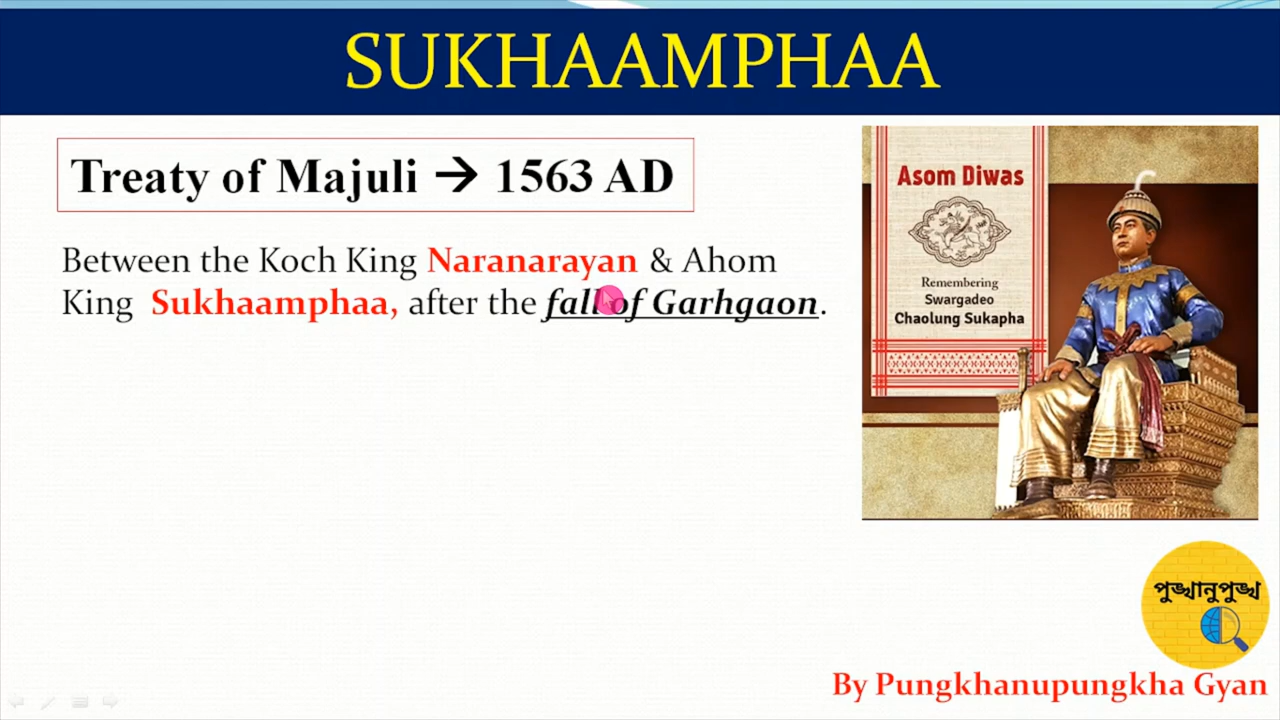 SUKHAAMPHAA
Treaty of Majuli → 1563 AD
Between the Koch King Naranarayan & Ahom
King Sukhaamphaa, after the fall of Garhgaon.
Asom Diwas
Remembering
Swargadeo
Chaolung Sukapha
পুঙ্খানুপুঙ্খ
By Pungkhanupungkha Gyan